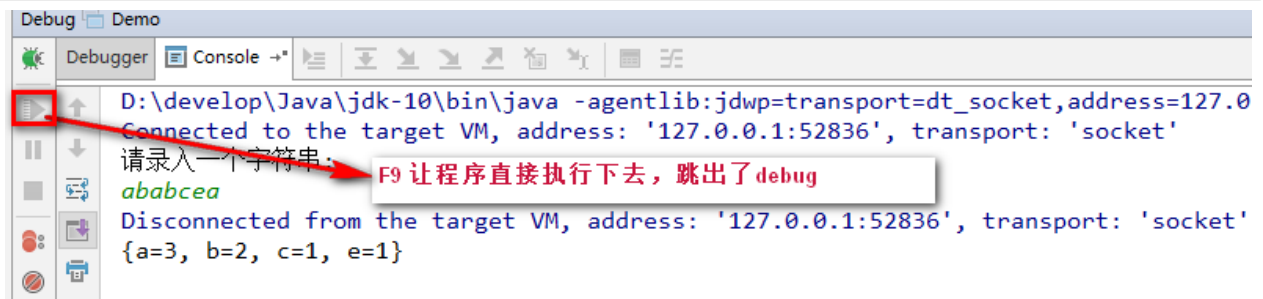 Debug Demo
Debugger Console
D:\develop\Java\jdk-10\bin\java -agentlib:jdwp=transport=dt_socket,address=127.0
Connected to the target VM, address: '127.0.0.1:52836', transport: 'socket'
请录入一个字符串:
F9 让程序直接执行下去，跳出了debug
ababcea
Disconnected from the target VM, address: '127.0.0.1:52836', transport: 'socket'
{a=3, b=2, c=1, e=1}